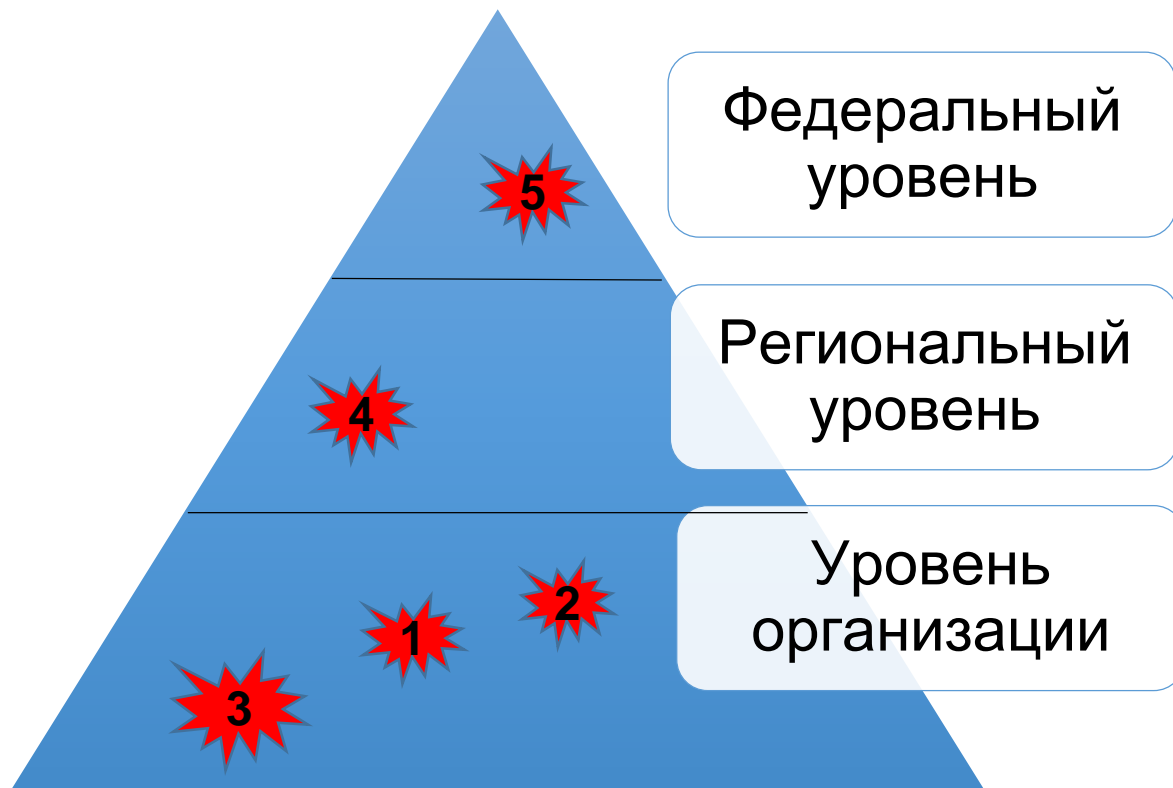 Федеральный
уровень
5
Региональный
уровень
4
Уровень
организации
2
1
3